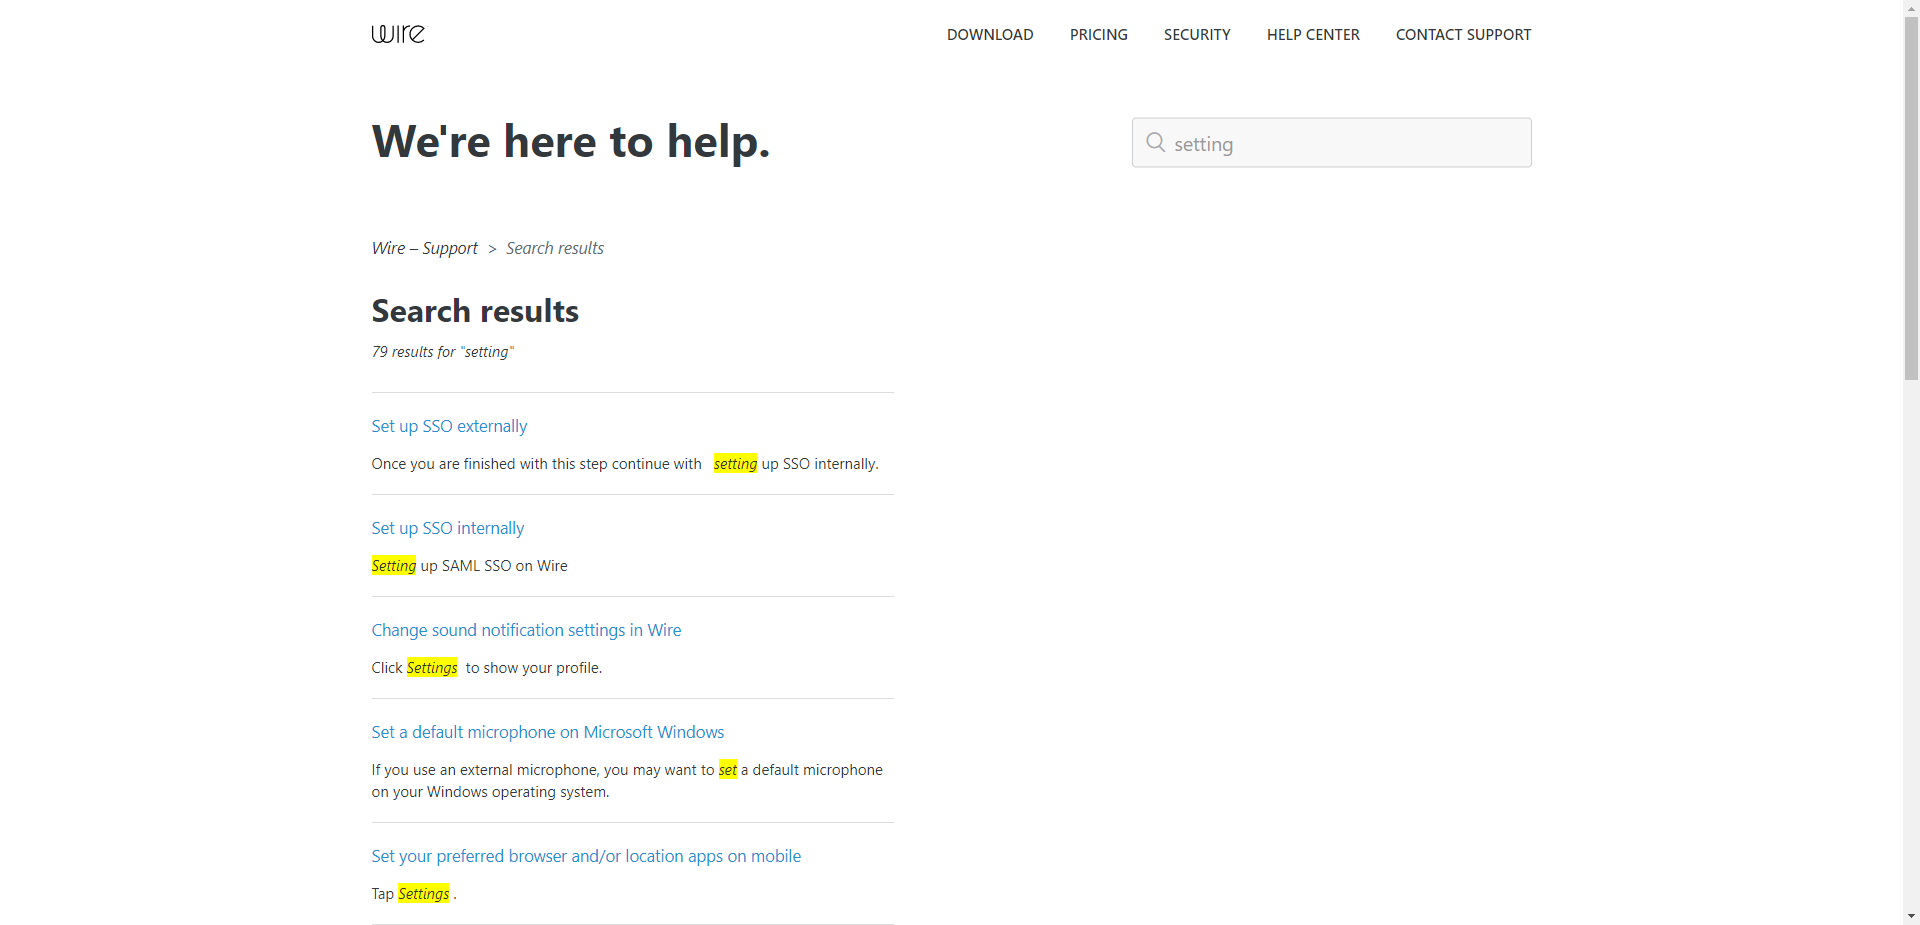 wire
DOWNLOAD PRICING SECURITY HELP CENTER CONTACT SUPPORT
We're here to help.
setting
Wire – Support > Search results
Search results
79 results for "setting"
Set up SSO externally
Once you are finished with this step continue with setting up SSO internally.
Set up SSO internally
Setting up SAML SSO on Wire
Change sound notification settings in Wire
Click Settings to show your profile.
Set a default microphone on Microsoft Windows
If you use an external microphone, you may want to set a default microphone
on your Windows operating system.
Set your preferred browser and/or location apps on mobile
Tap Settings .